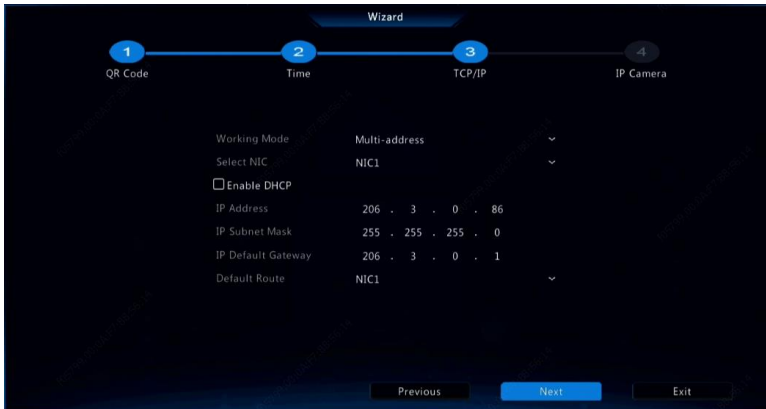 Wizard
1 2 3 4
QR Code Time TCP/IP IP Camera
Working Mode Multi-address
Select NIC NIC1
Enable DHCP
IP Address 206 . 3 . 0 . 86
IP Subnet Mask 255 . 255 . 255 . 0
IP Default Gateway 206 . 3 . 0 . 1
Default Route NIC1
Previous Next Exit